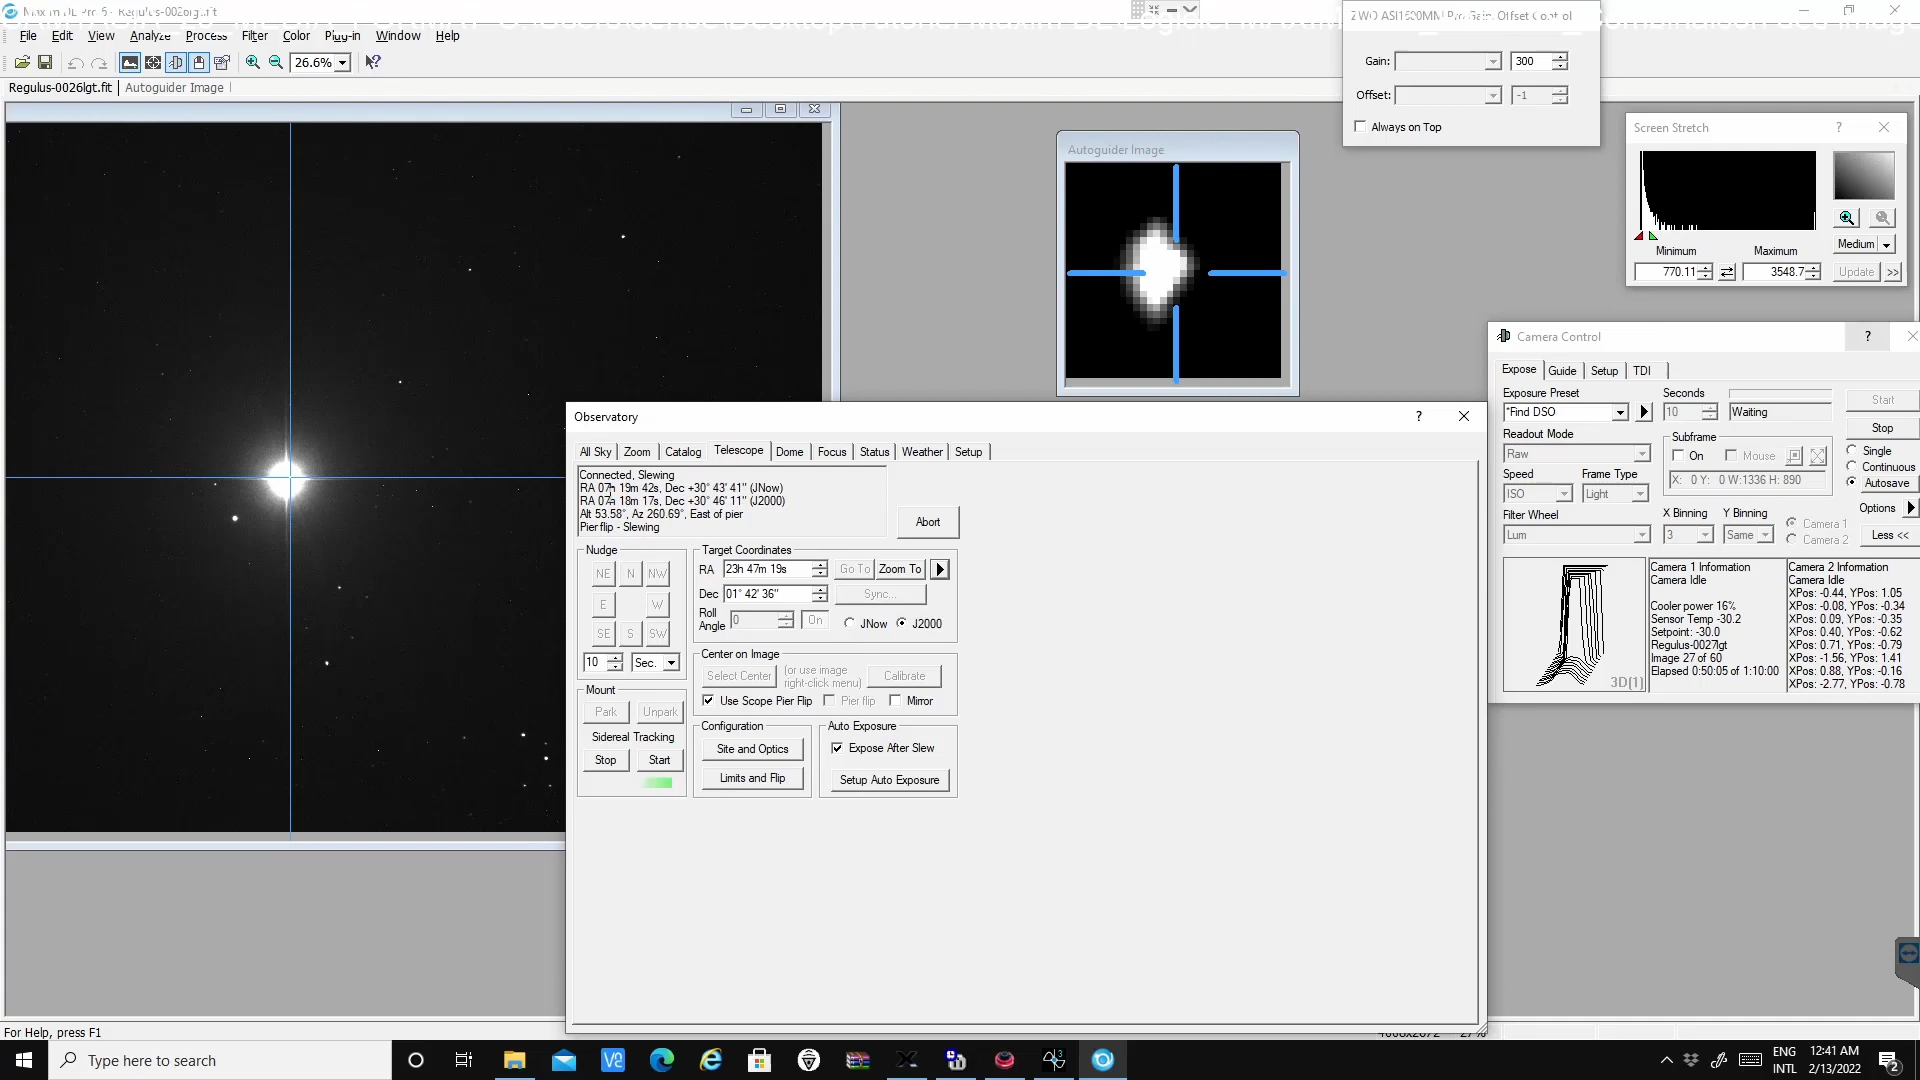 MaxIm DL Pro 6 - Regulus-0026lgt.fit
File Edit View Analyze Process Filter Color Plug-in Window Help
26.6%
Regulus-0026lgt.fit Autoguider Image
ZWO ASI1600MM Pro Gain, Offset Control
Gain: 300
Offset: -1
Always on Top
Autoguider Image
Screen Stretch ?
Medium
Minimum Maximum
770.11 3548.7 Update >>
Camera Control ?
Expose Guide Setup TDI
Exposure Preset Seconds
*Find DSO 10 Waiting Start
Stop
Readout Mode Subframe
Raw On Mouse Single
Continuous
Speed Frame Type
ISO Light X: 0 Y: 0 W:1336 H: 890 Autosave
Filter Wheel X Binning Y Binning Options
Lum 3 Same Camera 1
Camera 2 Less <<
3D(1)
Camera 1 Information
Camera Idle
Cooler power 16%
Sensor Temp -30.2
Setpoint: -30.0
Regulus-0027lgt
Image 27 of 60
Elapsed 0:50:05 of 1:10:00
Camera 2 Information
Camera Idle
XPos: -0.44, YPos: 1.05
XPos: -0.08, YPos: -0.34
XPos: 0.09, YPos: -0.35
XPos: 0.40, YPos: -0.62
XPos: 0.71, YPos: -0.79
XPos: -1.56, YPos: 1.41
XPos: 0.88, YPos: -0.16
XPos: -2.77, YPos: -0.78
Observatory ?
All Sky Zoom Catalog Telescope Dome Focus Status Weather Setup
Connected, Slewing
RA 07h 19m 42s, Dec +30° 43' 41" (JNow)
RA 07h 18m 17s, Dec +30° 46' 11" (J2000)
Alt 53.58°, Az 260.69°, East of pier
Pier flip - Slewing
Abort
Nudge
NE N NW
E W
SE S SW
10 Sec.
Target Coordinates
RA 23h 47m 19s Go To Zoom To
Dec 01° 42' 36" Sync...
Roll
Angle 0 On JNow J2000
Center on Image
Select Center (or use image
right-click menu) Calibrate
Use Scope Pier Flip Pier flip Mirror
Mount
Park Unpark
Sidereal Tracking
Stop Start
Configuration
Site and Optics
Limits and Flip
Auto Exposure
Expose After Slew
Setup Auto Exposure
For Help, press F1
Type here to search
ENG
INTL
12:41 AM
2/13/2022
2